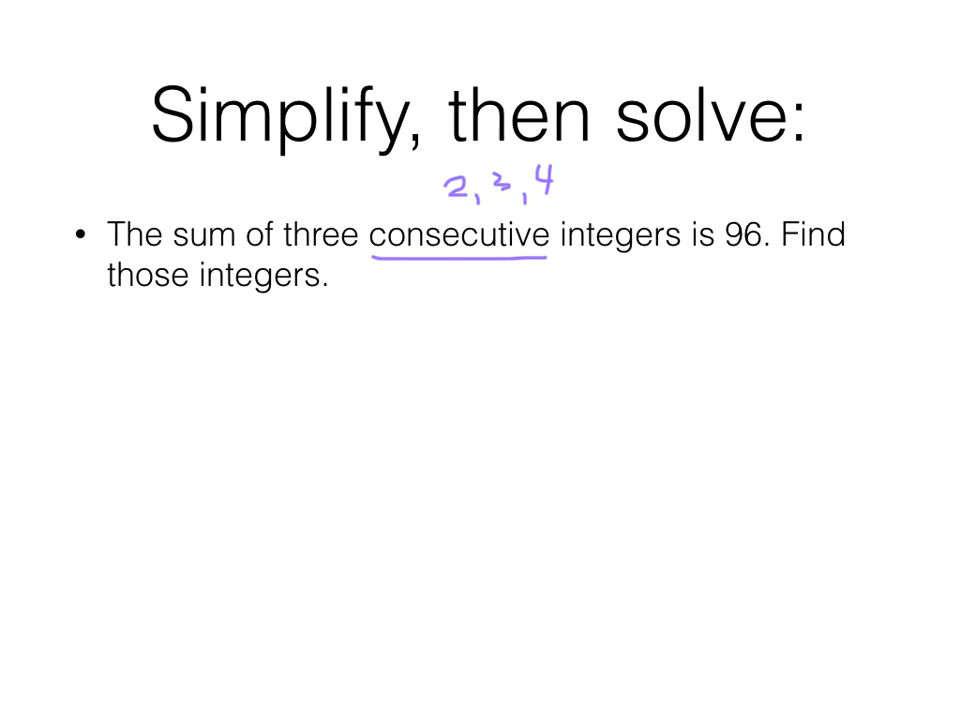 Simplify, then solve:
2, 3, 4
• The sum of three consecutive integers is 96. Find
those integers.